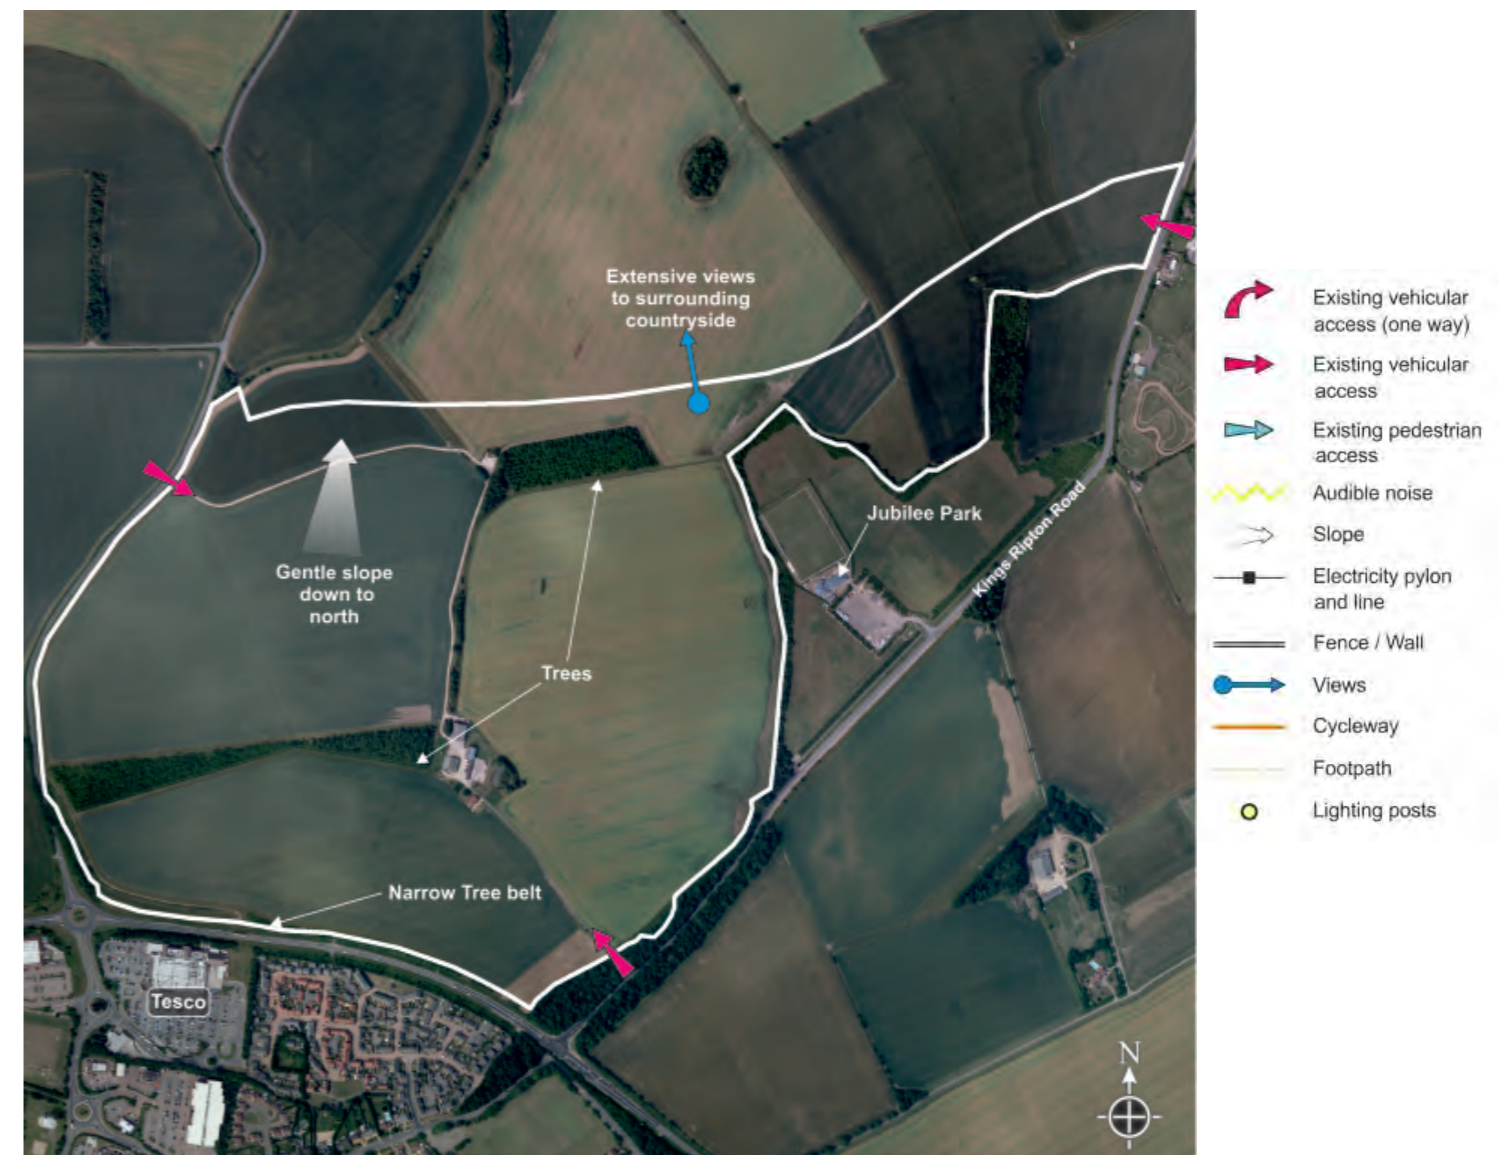 Extensive views
to surrounding
countryside
Jubilee Park
Kings Ripton Road
Gentle slope
down to
north
Trees
Narrow Tree belt
Tesco
N
Existing vehicular
access (one way)
Existing vehicular
access
Existing pedestrian
access
Audible noise
Slope
Electricity pylon
and line
Fence / Wall
Views
Cycleway
Footpath
Lighting posts